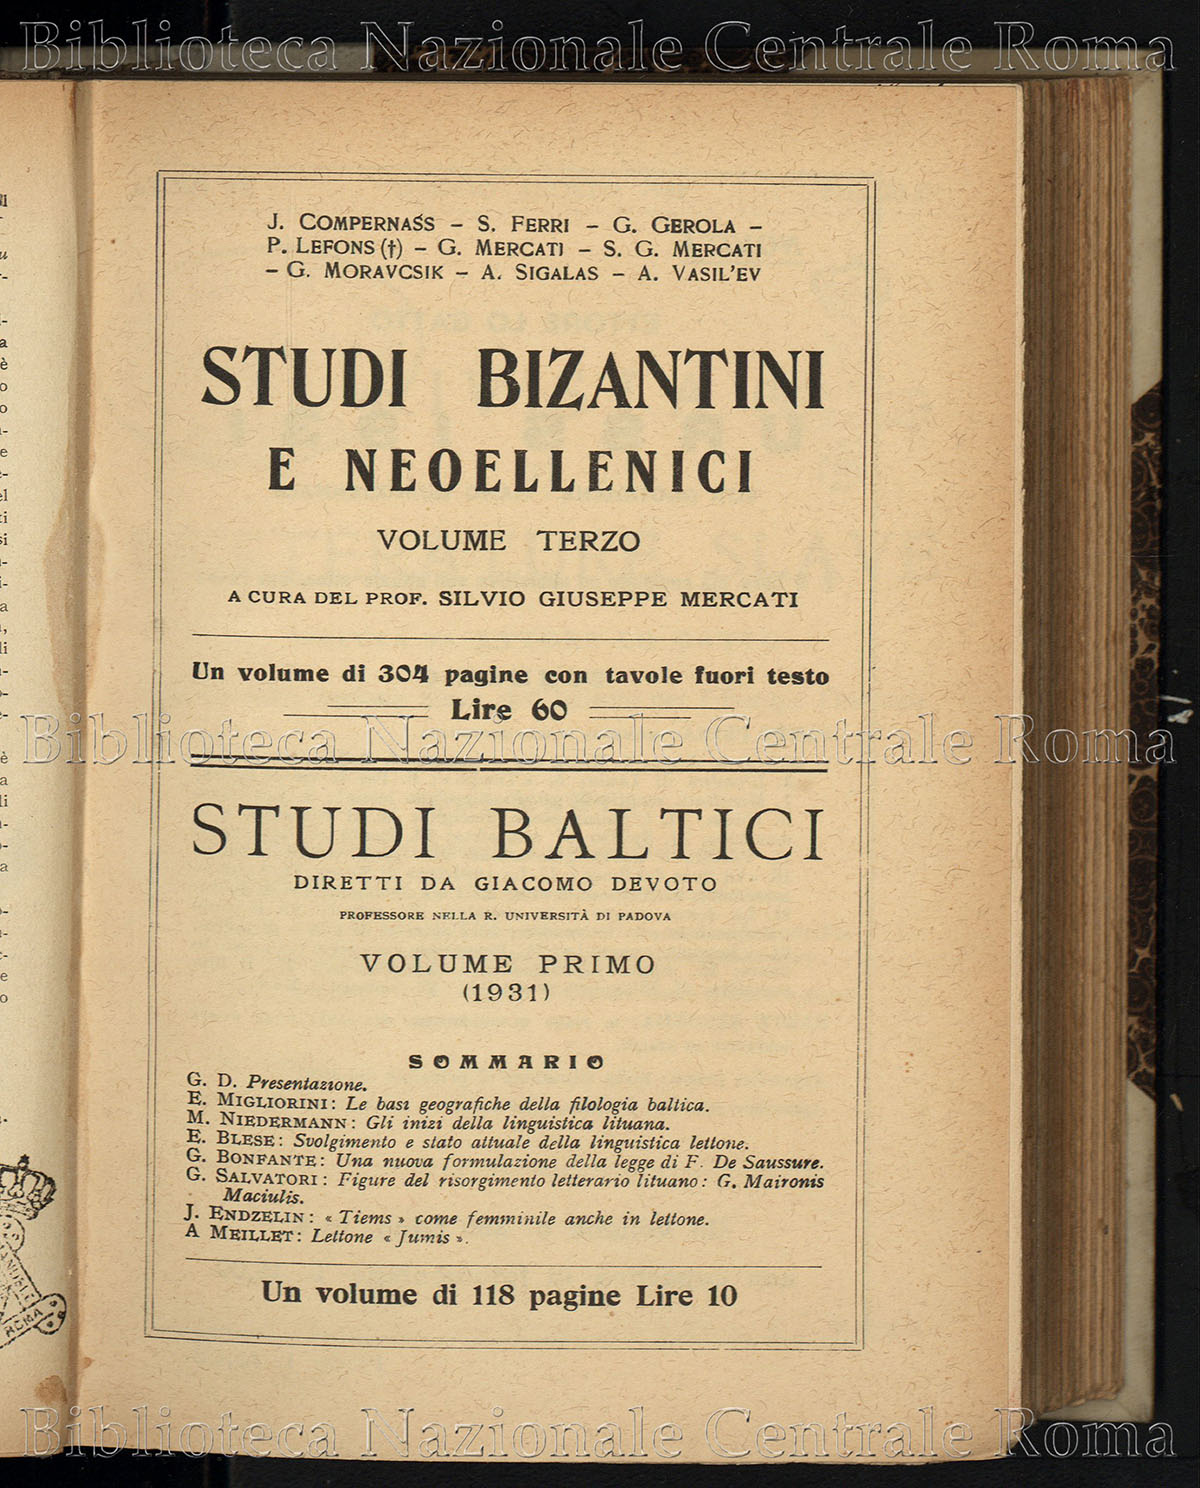 Biblioteca Nazionale Centrale Roma
J. COMPERNASS – S. FERRI – G. GEROLA –
P. LEFONS (†) – G. MERCATI – S. G. MERCATI
– G. MORAVCSIK – A. SIGALAS – A. VASIL'EV
STUDI BIZANTINI
E NEOELLENICI
VOLUME TERZO
A CURA DEL PROF. SILVIO GIUSEPPE MERCATI
Un volume di 304 pagine con tavole fuori testo
Lire 60
Biblioteca Nazionale Centrale Roma
STUDI BALTICI
DIRETTI DA GIACOMO DEVOTO
PROFESSORE NELLA R. UNIVERSITÀ DI PADOVA
VOLUME PRIMO
(1931)
SOMMARIO
G. D. Presentazione.
E. MIGLIORINI: Le basi geografiche della filologia baltica.
M. NIEDERMANN: Gli inizi della linguistica lituana.
E. BLESE: Svolgimento e stato attuale della linguistica lettone.
G. BONFANTE: Una nuova formulazione della legge di F. De Saussure.
G. SALVATORI: Figure del risorgimento letterario lituano: G. Maironis
Maciulis.
J. ENDZELIN: « Tiems » come femminile anche in lettone.
A MEILLET: Lettone « Jumis ».
Un volume di 118 pagine Lire 10
ROMA
Biblioteca Nazionale Centrale Roma